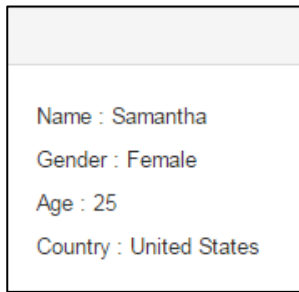 Name : Samantha
Gender : Female
Age : 25
Country : United States